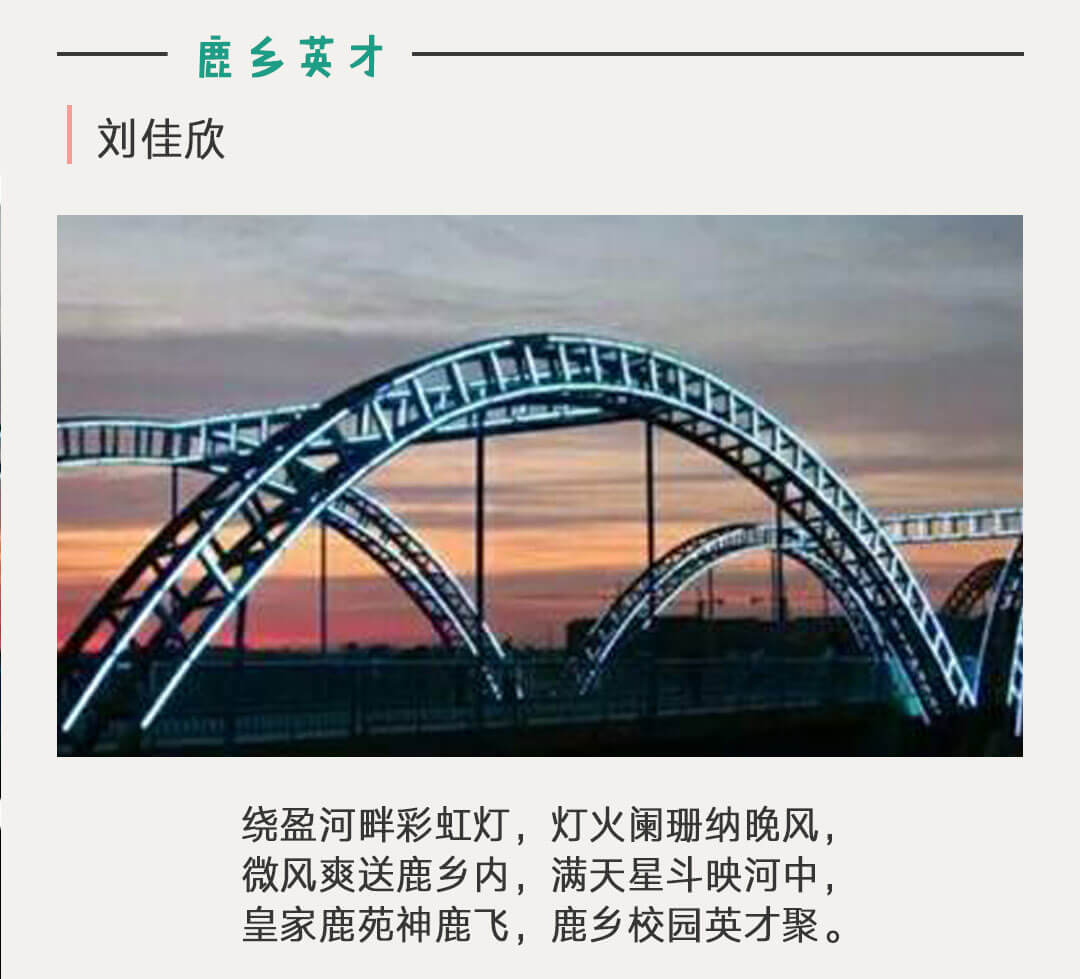 鹿乡英才
刘佳欣
绕盈河畔彩虹灯，灯火阑珊纳晚风，
微风爽送鹿乡内，满天星斗映河中，
皇家鹿苑神鹿飞，鹿乡校园英才聚。